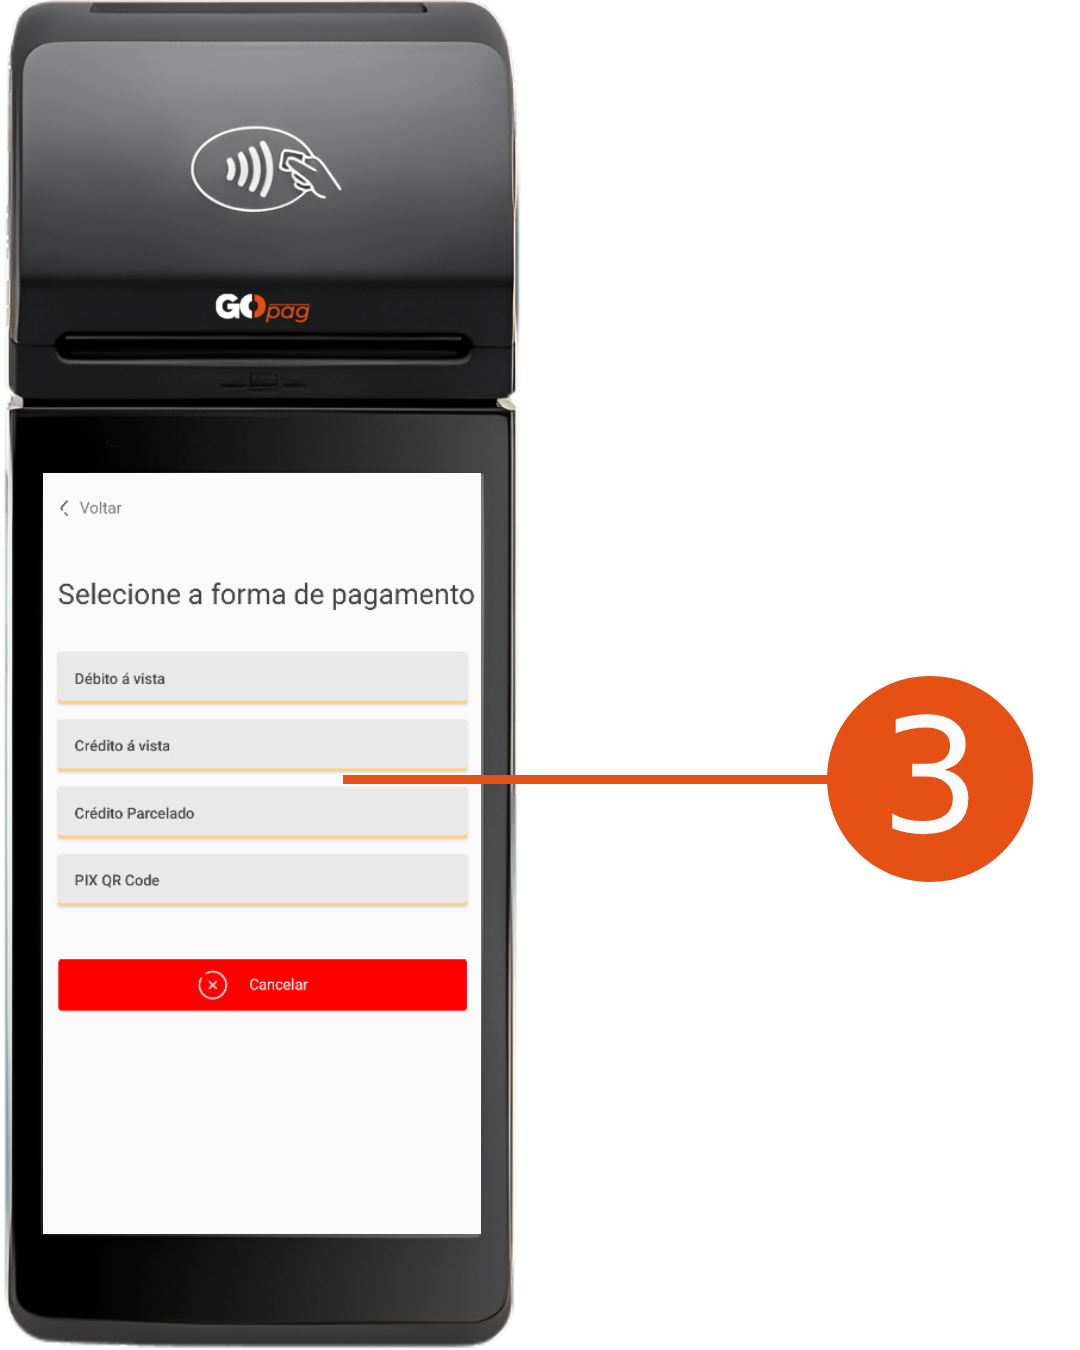 GOpag
Voltar
Selecione a forma de pagamento
Débito á vista
Crédito á vista
3
Crédito Parcelado
PIX QR Code
Cancelar